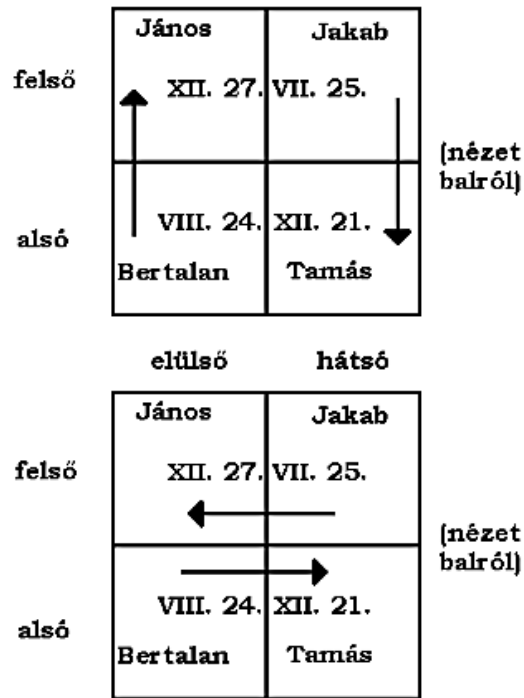 János Jakab
felső XII. 27. VII. 25.
(nézet
balról)
alsó VIII. 24. XII. 21.
Bertalan Tamás
elülső hátsó
János Jakab
felső XII. 27. VII. 25.
(nézet
balról)
alsó VIII. 24. XII. 21.
Bertalan Tamás